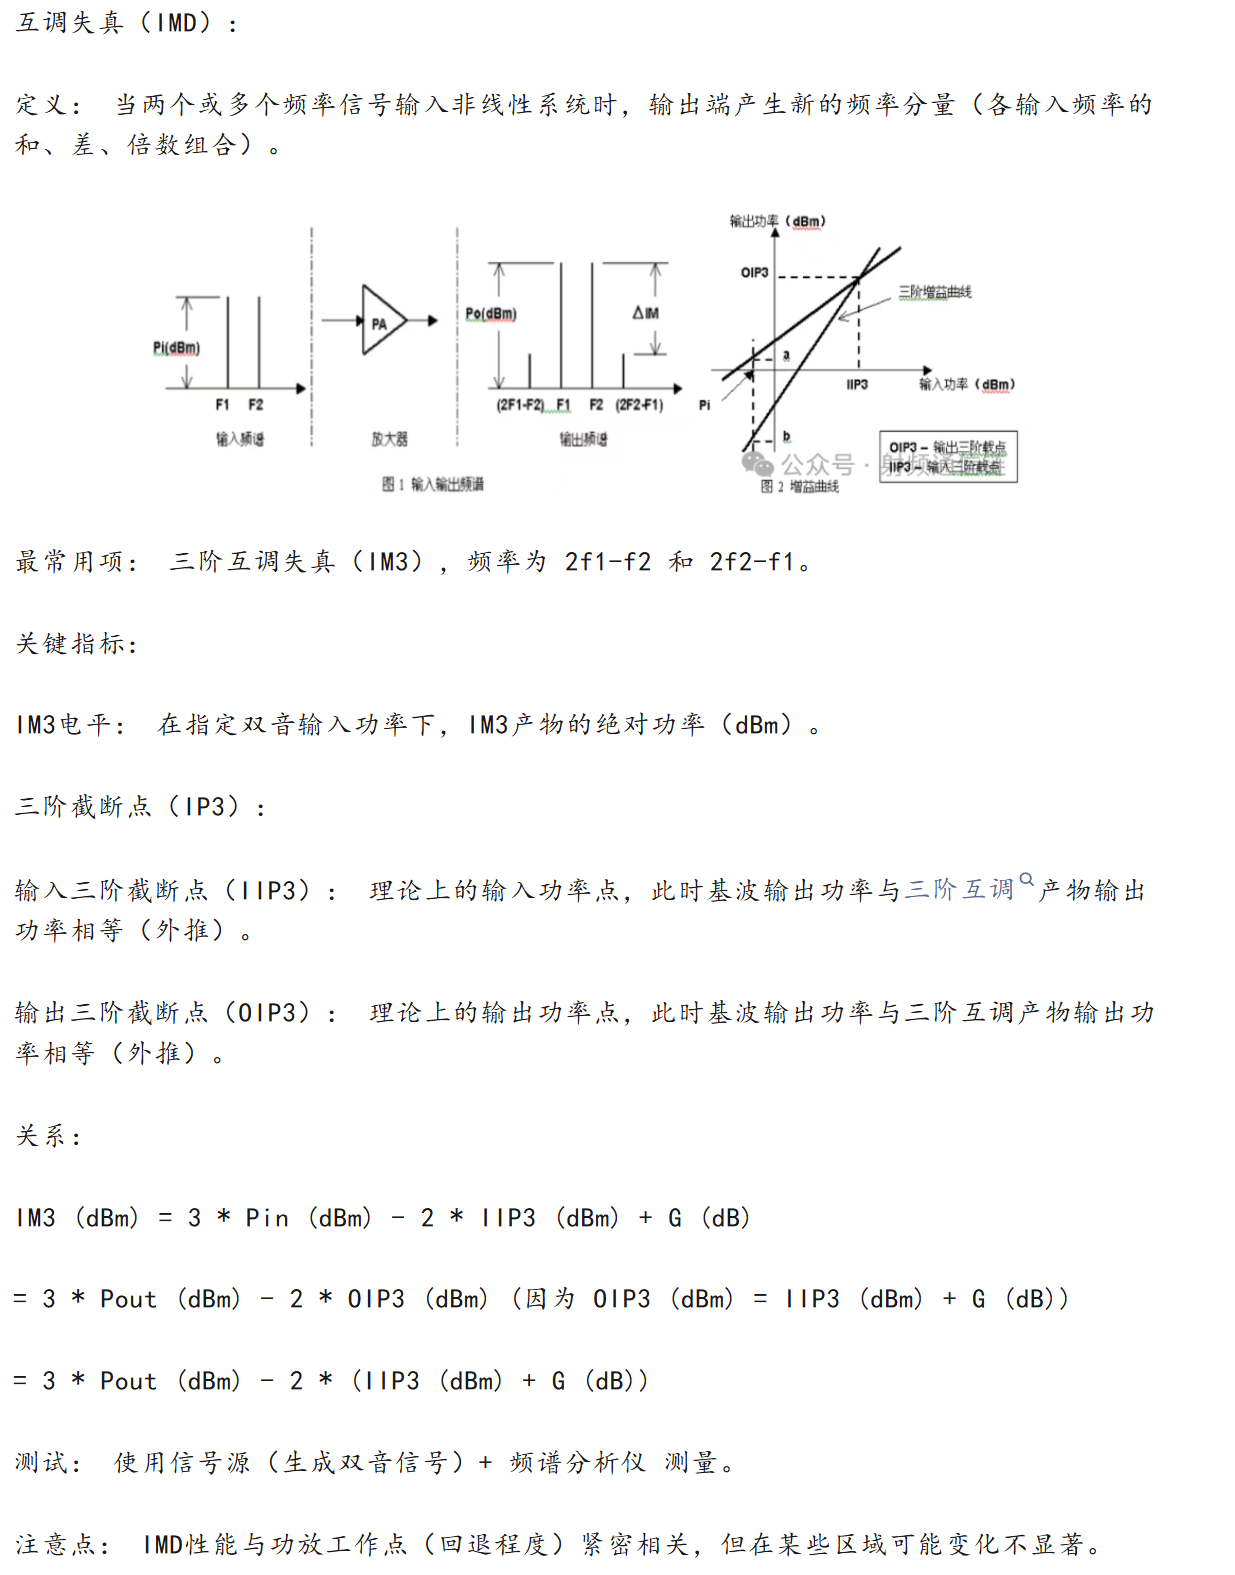 互调失真（IMD）：
定义： 当两个或多个频率信号输入非线性系统时，输出端产生新的频率分量（各输入频率的
和、差、倍数组合）。
Pi(dBm)
F1 F2
输入频谱
PA
放大器
Po(dBm)
ΔIM
(2F1-F2) F1 F2 (2F2-F1)
输出频谱
图 1 输入输出频谱
输出功率（dBm）
OIP3
三阶增益曲线
a
IIP3
输入功率（dBm）
Pi
b
OIP3 – 输出三阶截点
IIP3 – 输入三阶截点
公众号 · 射频通
图 2 增益曲线
最常用项： 三阶互调失真（IM3），频率为 2f1-f2 和 2f2-f1。
关键指标：
IM3电平： 在指定双音输入功率下，IM3产物的绝对功率（dBm）。
三阶截断点（IP3）：
输入三阶截断点（IIP3）： 理论上的输入功率点，此时基波输出功率与三阶互调产物输出
功率相等（外推）。
输出三阶截断点（OIP3）： 理论上的输出功率点，此时基波输出功率与三阶互调产物输出功
率相等（外推）。
关系：
IM3 (dBm) = 3 * Pin (dBm) - 2 * IIP3 (dBm) + G (dB)
= 3 * Pout (dBm) - 2 * OIP3 (dBm) (因为 OIP3 (dBm) = IIP3 (dBm) + G (dB))
= 3 * Pout (dBm) - 2 * (IIP3 (dBm) + G (dB))
测试： 使用信号源（生成双音信号）+ 频谱分析仪 测量。
注意点： IMD性能与功放工作点（回退程度）紧密相关，但在某些区域可能变化不显著。